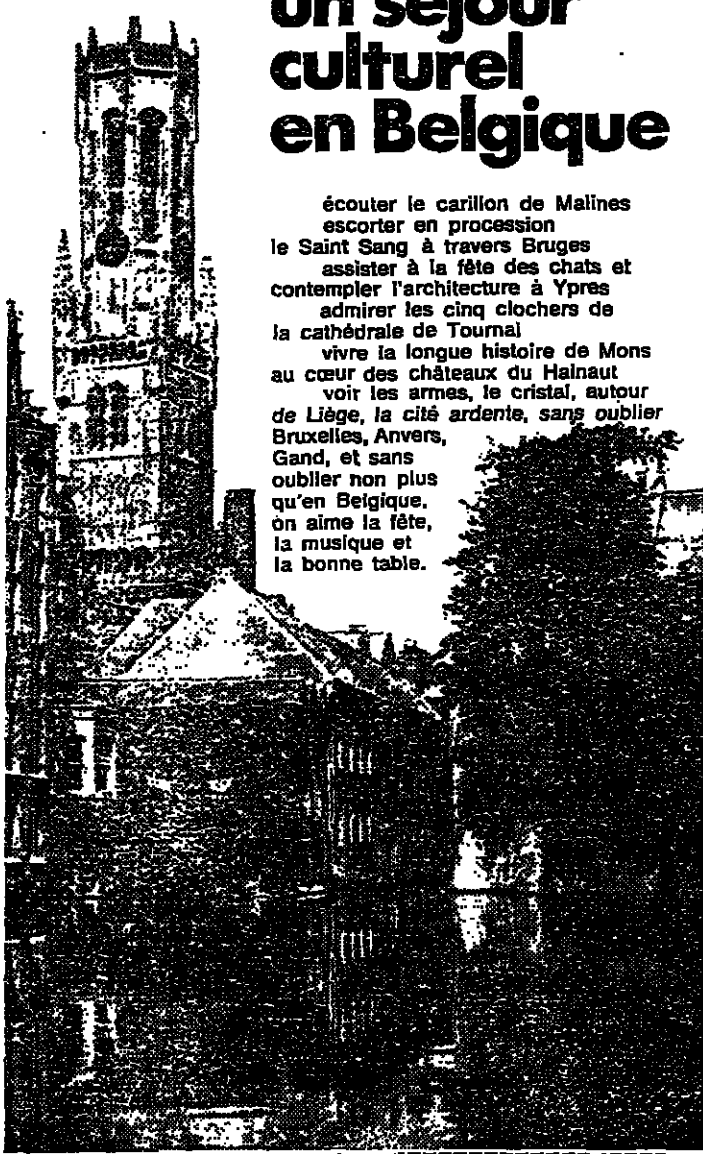 un séjour
culturel
en Belgique
écouter le carillon de Malines
escorter en procession
le Saint Sang à travers Bruges
assister à la fête des chats et
contempler l'architecture à Ypres
admirer les cinq clochers de
la cathédrale de Tournai
vivre la longue histoire de Mons
au cœur des châteaux du Hainaut
voir les armes, le cristal, autour
de Liège, la cité ardente, sans oublier
Bruxelles, Anvers,
Gand, et sans
oublier non plus
qu'en Belgique,
on aime la fête,
la musique et
la bonne table.